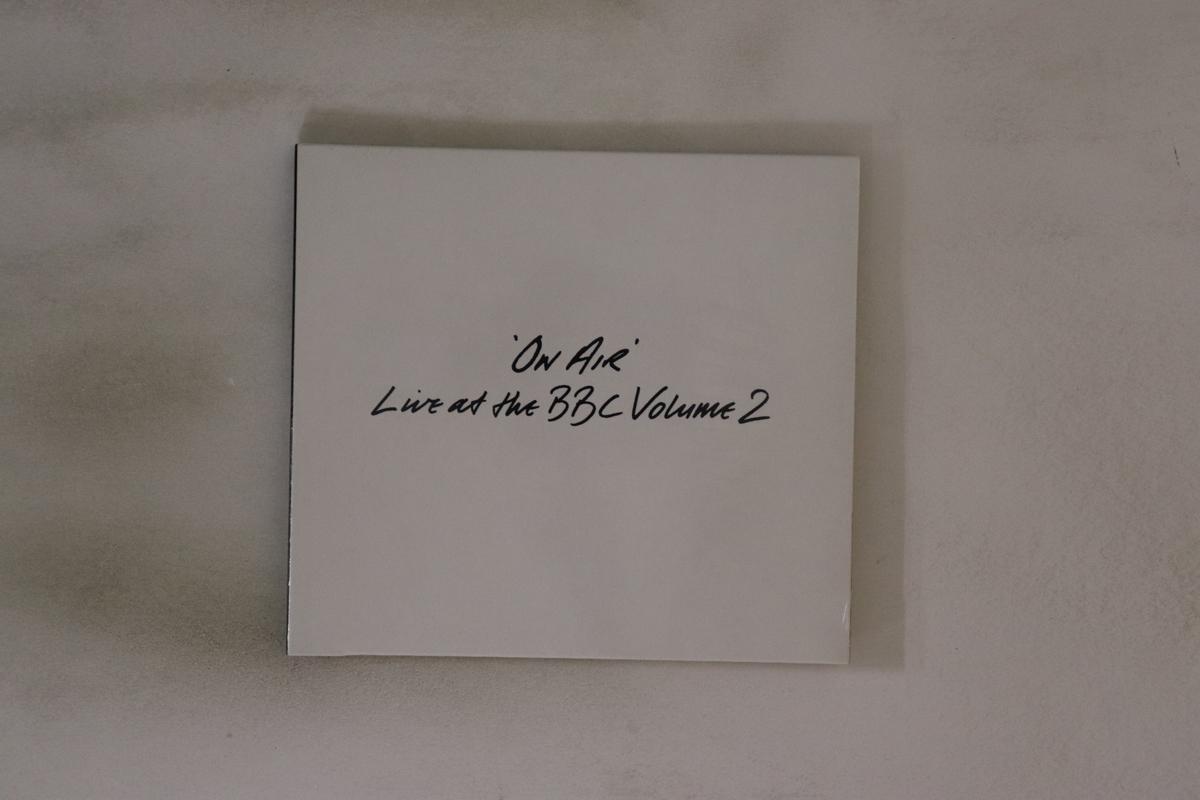 'On Air'
Live at the BBC Volume 2